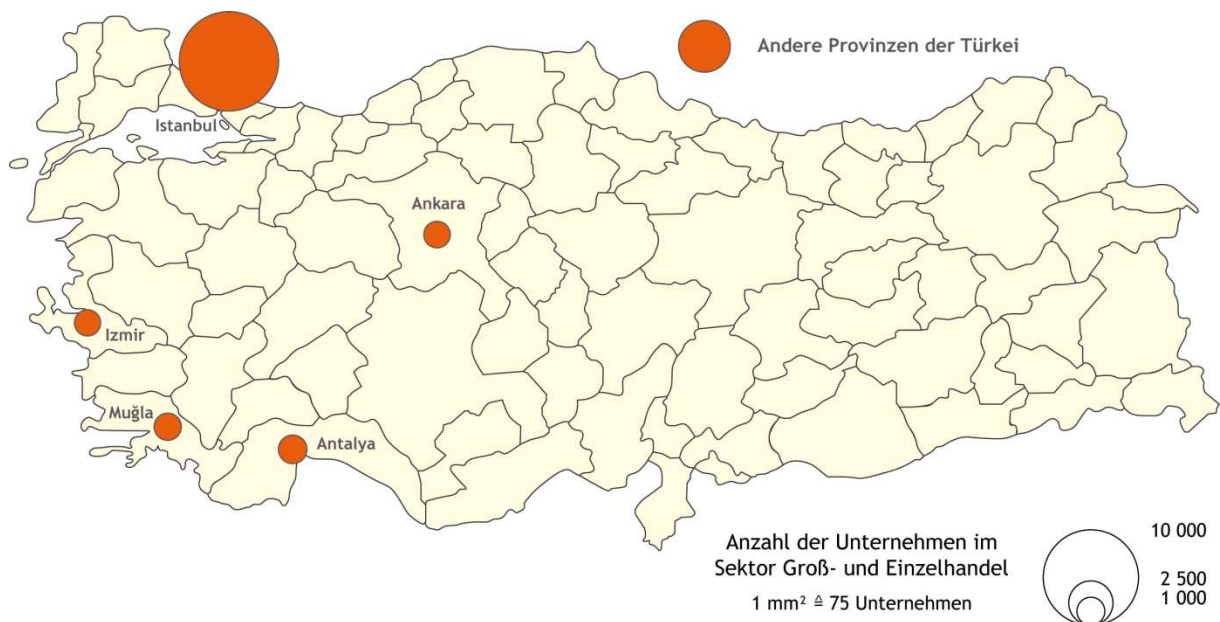 Andere Provinzen der Türkei
Istanbul
Ankara
Izmir
Muğla
Antalya
Anzahl der Unternehmen im
Sektor Groß- und Einzelhandel
1 mm² ≙ 75 Unternehmen
10 000
2 500
1 000